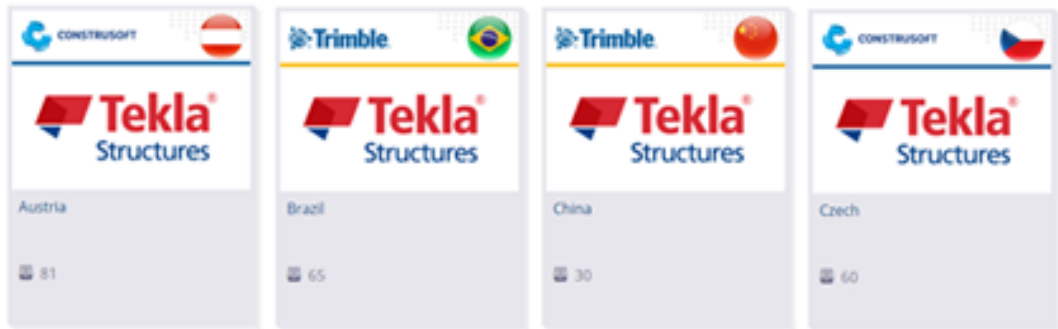 CONSTRUSOFT
Tekla®
Structures
Austria
81
Trimble
Tekla®
Structures
Brazil
65
Trimble
Tekla®
Structures
China
30
CONSTRUSOFT
Tekla®
Structures
Czech
60